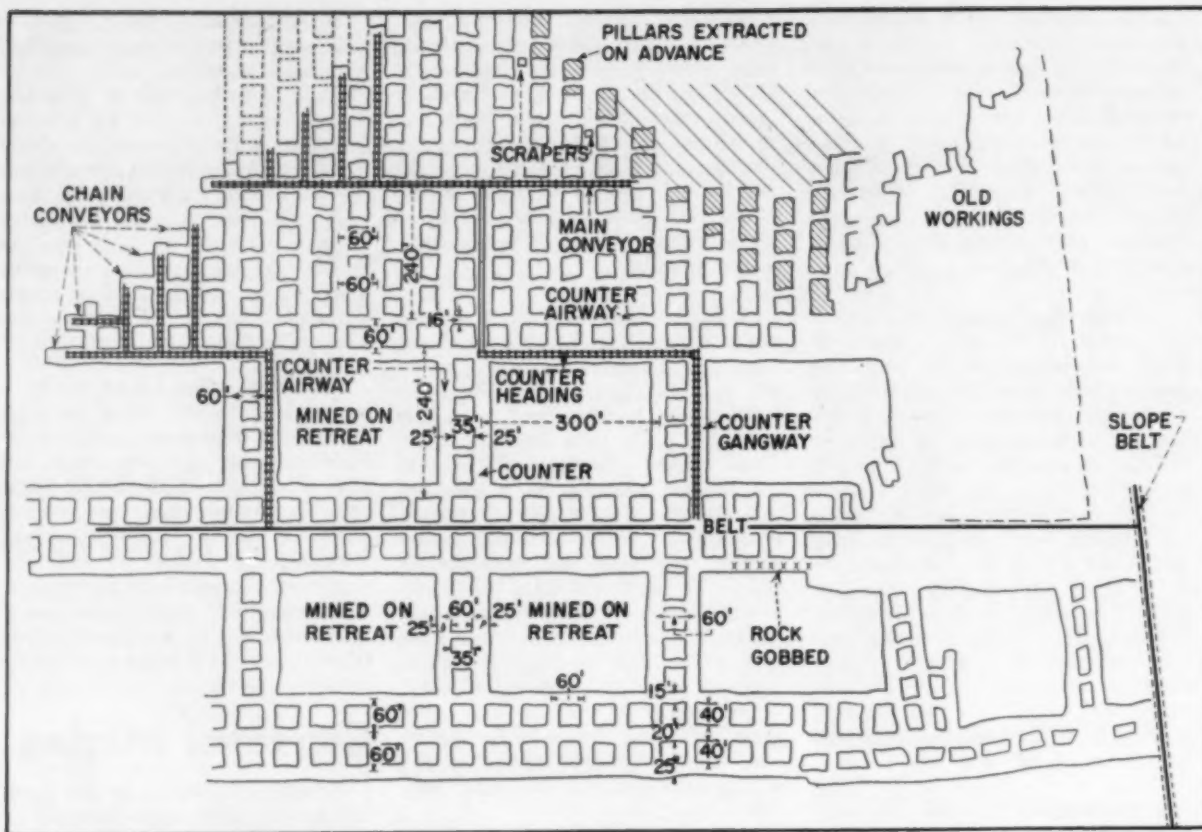 PILLARS EXTRACTED
ON ADVANCE
SCRAPERS
CHAIN
CONVEYORS
OLD
WORKINGS
60'
240'
MAIN
CONVEYOR
60'
COUNTER
AIRWAY
60'
COUNTER
AIRWAY
COUNTER
HEADING
60'
MINED ON
RETREAT
240'
35'
300'
25'
25'
COUNTER
GANGWAY
SLOPE
BELT
COUNTER
BELT
MINED ON
RETREAT
60'
25'
25'
35'
MINED ON
RETREAT
60'
ROCK
GOBBED
60'
15'
60'
40'
20'
60'
40'
25'